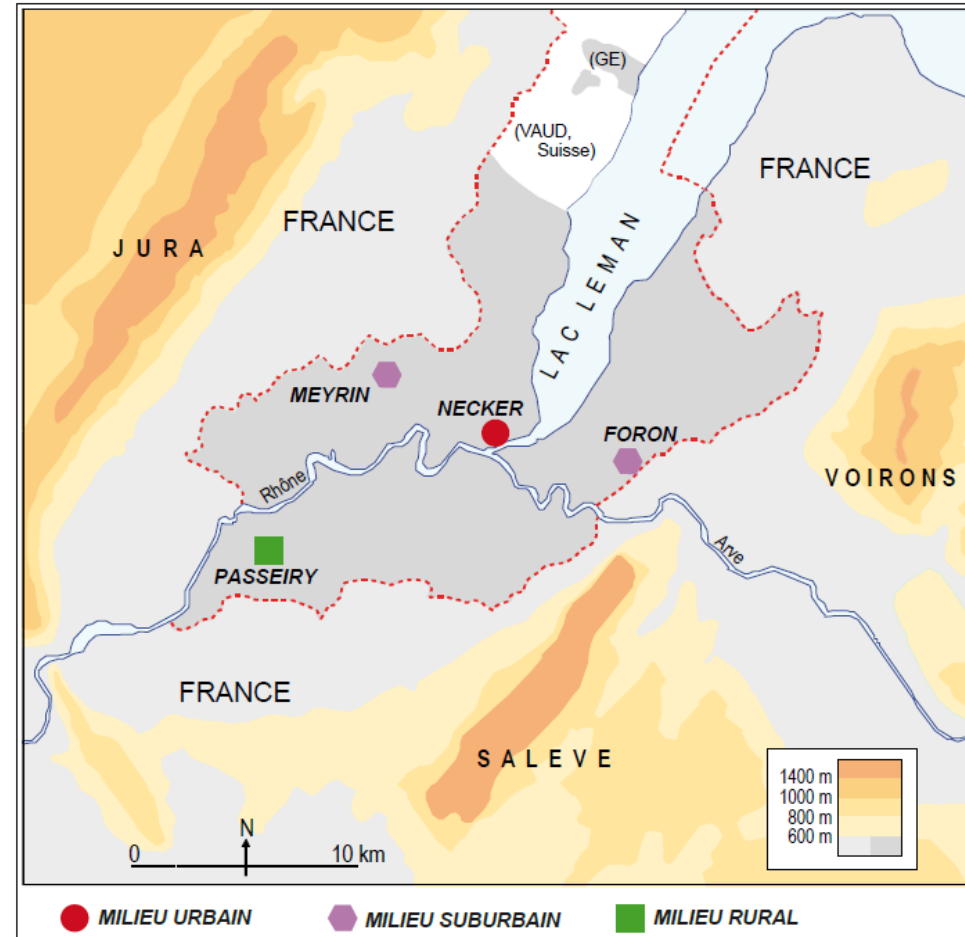 (GE)
(VAUD,
Suisse)
FRANCE
FRANCE
JURA
LAC LEMAN
MEYRIN
NECKER
FORON
VOIRONS
Rhône
Arve
PASSEIRY
FRANCE
SALEVE
1400 m
1000 m
800 m
600 m
N
0 10 km
MILIEU URBAIN MILIEU SUBURBAIN MILIEU RURAL